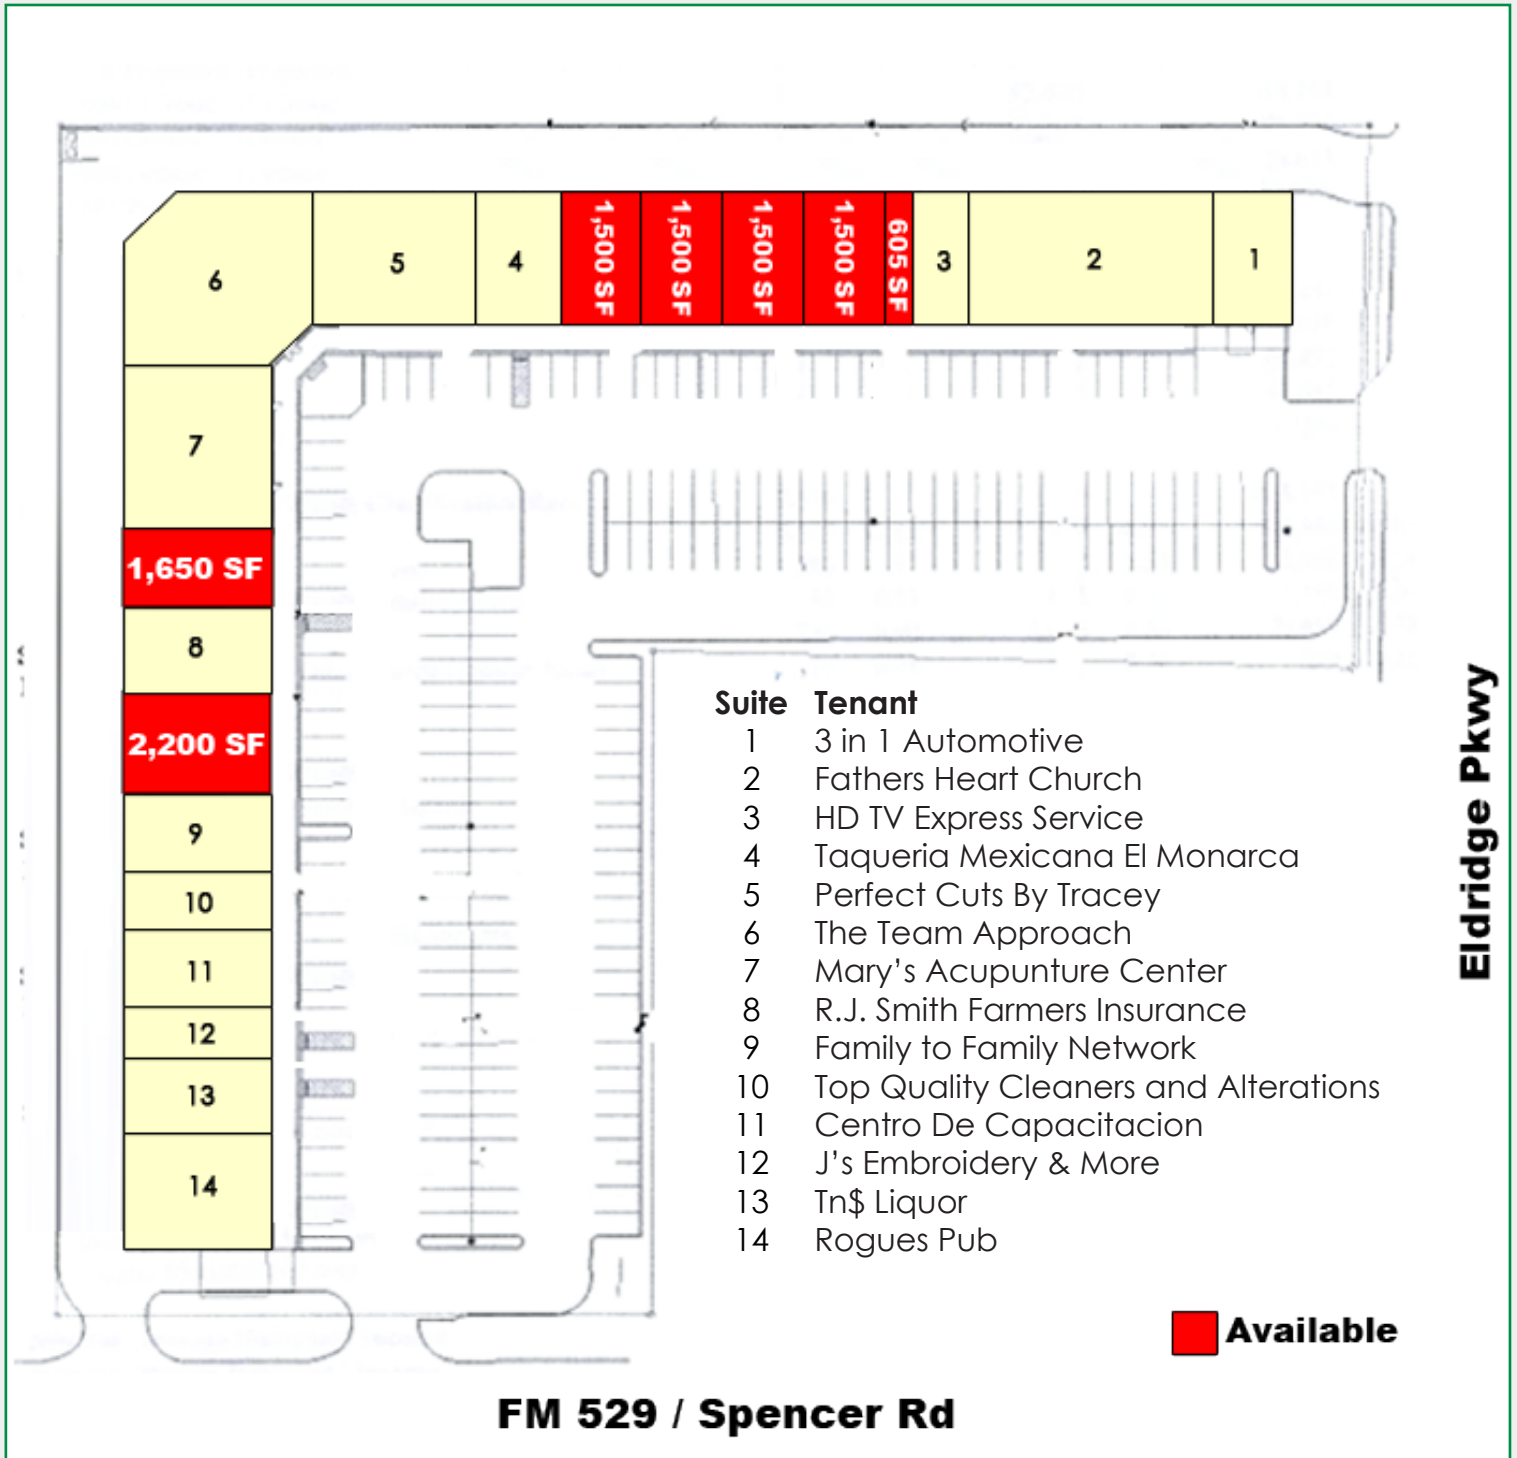 6
5
4
1,500 SF
1,500 SF
1,500 SF
1,500 SF
605 SF
3
2
1
7
1,650 SF
8
2,200 SF
9
10
11
12
13
14
Suite Tenant
1 3 in 1 Automotive
2 Fathers Heart Church
3 HD TV Express Service
4 Taqueria Mexicana El Monarca
5 Perfect Cuts By Tracey
6 The Team Approach
7 Mary’s Acupunture Center
8 R.J. Smith Farmers Insurance
9 Family to Family Network
10 Top Quality Cleaners and Alterations
11 Centro De Capacitacion
12 J’s Embroidery & More
13 Tn$ Liquor
14 Rogues Pub
Eldridge Pkwy
Available
FM 529 / Spencer Rd